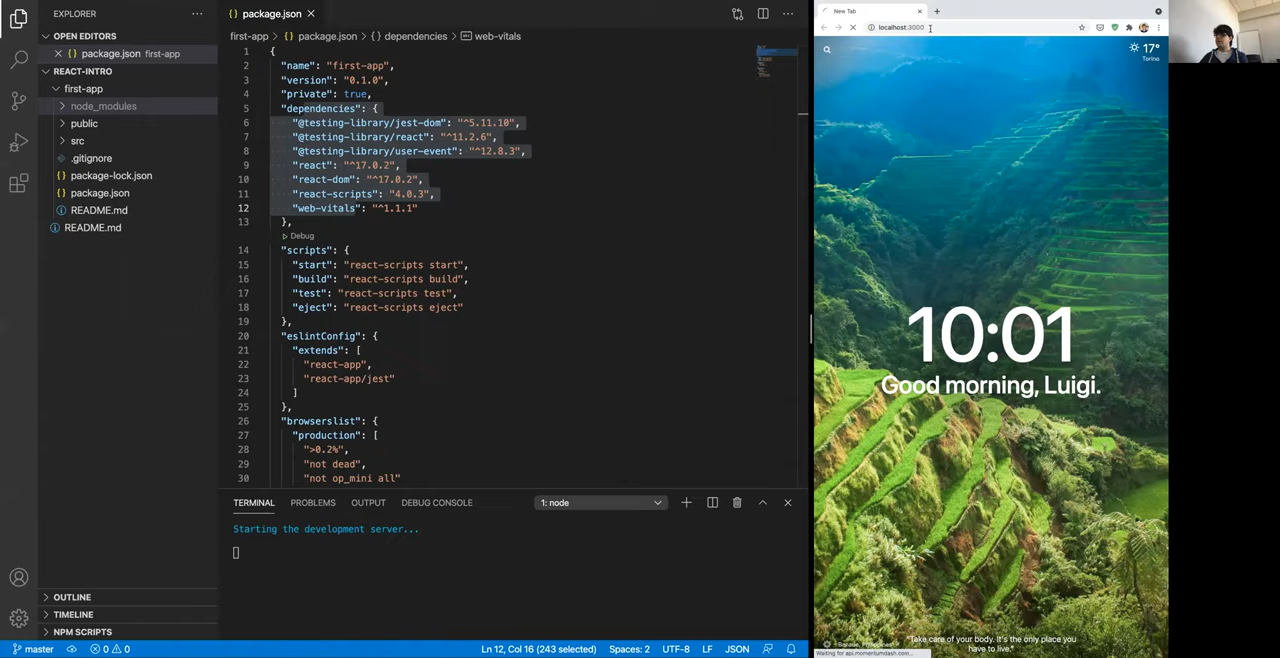 EXPLORER
OPEN EDITORS
package.json first-app
REACT-INTRO
first-app
node_modules
public
src
.gitignore
package-lock.json
package.json
README.md
README.md
OUTLINE
TIMELINE
NPM SCRIPTS
package.json
first-app > {} package.json > {} dependencies > web-vitals
1 {
2 "name": "first-app",
3 "version": "0.1.0",
4 "private": true,
5 "dependencies": {
6 "@testing-library/jest-dom": "^5.11.10",
7 "@testing-library/react": "^11.2.6",
8 "@testing-library/user-event": "^12.8.3",
9 "react": "^17.0.2",
10 "react-dom": "^17.0.2",
11 "react-scripts": "4.0.3",
12 "web-vitals": "^1.1.1"
13 },
Debug
14 "scripts": {
15 "start": "react-scripts start",
16 "build": "react-scripts build",
17 "test": "react-scripts test",
18 "eject": "react-scripts eject"
19 },
20 "eslintConfig": {
21 "extends": [
22 "react-app",
23 "react-app/jest"
24 ]
25 },
26 "browserslist": {
27 "production": [
28 ">0.2%",
29 "not dead",
30 "not op_mini all"
TERMINAL PROBLEMS OUTPUT DEBUG CONSOLE 1: node
Starting the development server...
master 0 0 Ln 12, Col 16 (243 selected) Spaces: 2 UTF-8 LF JSON
New Tab
localhost:3000
17°
Torino
10:01
Good morning, Luigi.
"Take care of your body. It's the only place you
have to live."
Waiting for api.momentumdash.com...